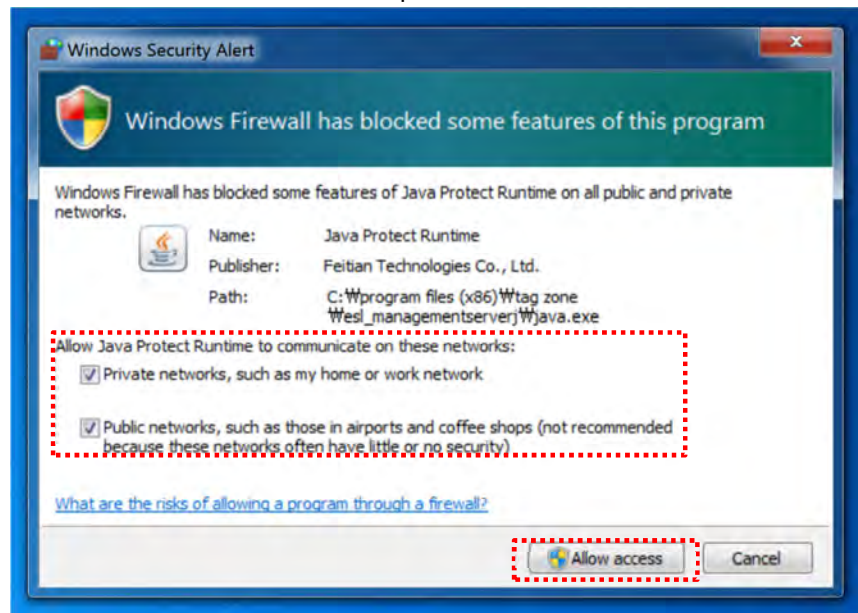 Windows Security Alert
Windows Firewall has blocked some features of this program
Windows Firewall has blocked some features of Java Protect Runtime on all public and private
networks.
Name: Java Protect Runtime
Publisher: Feitian Technologies Co., Ltd.
Path: C:₩program files (x86)₩tag zone
₩esl_managementserverj₩java.exe
Allow Java Protect Runtime to communicate on these networks:
Private networks, such as my home or work network
Public networks, such as those in airports and coffee shops (not recommended
because these networks often have little or no security)
What are the risks of allowing a program through a firewall?
Allow access Cancel